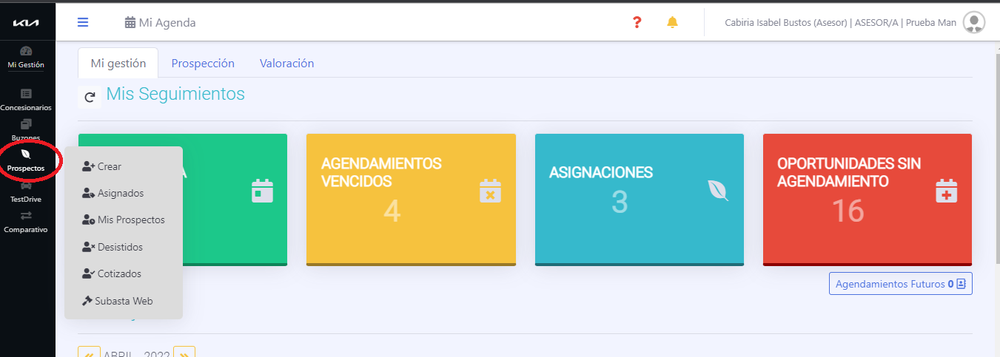 KIA
Mi Agenda
?
Cabiria Isabel Bustos (Asesor) | ASESOR/A | Prueba Man
Mi Gestión
Concesionarios
Buzones
Prospectos
TestDrive
Comparativo
Mi gestión
Prospección
Valoración
Mis Seguimientos
Crear
Asignados
Mis Prospectos
Desistidos
Cotizados
Subasta Web
AGENDAMIENTOS
VENCIDOS
4
ASIGNACIONES
3
OPORTUNIDADES SIN
AGENDAMIENTO
16
Agendamientos Futuros 0
ABRIL 2022